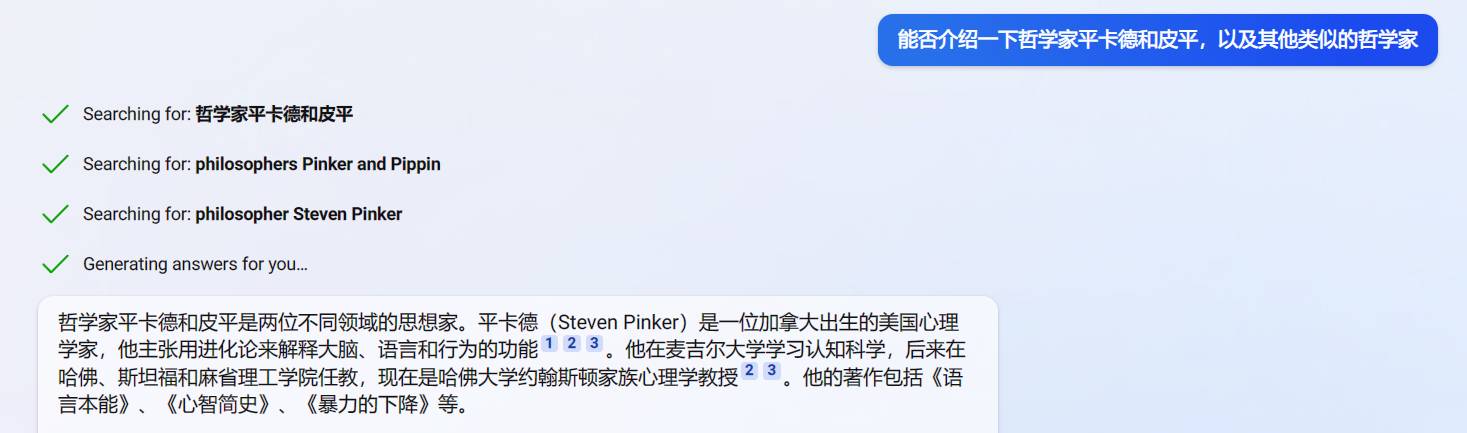 能否介绍一下哲学家平卡德和皮平，以及其他类似的哲学家
Searching for: 哲学家平卡德和皮平
Searching for: philosophers Pinker and Pippin
Searching for: philosopher Steven Pinker
Generating answers for you...
哲学家平卡德和皮平是两位不同领域的思想家。平卡德（Steven Pinker）是一位加拿大出生的美国心理
学家，他主张用进化论来解释大脑、语言和行为的功能 1 2 3 。他在麦吉尔大学学习认知科学，后来在
哈佛、斯坦福和麻省理工学院任教，现在是哈佛大学约翰斯顿家族心理学教授 2 3 。他的著作包括《语
言本能》、《心智简史》、《暴力的下降》等。